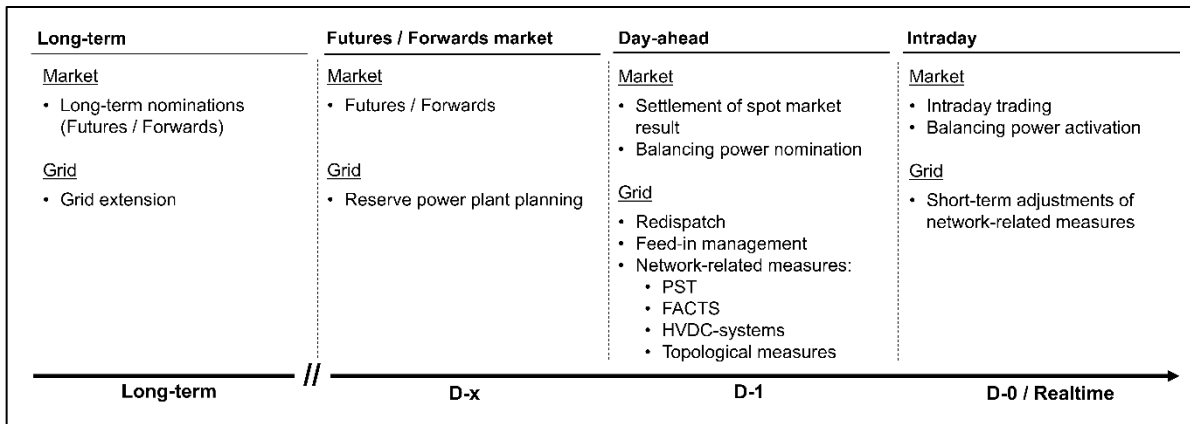 Long-term
Market
• Long-term nominations
(Futures / Forwards)
Grid
• Grid extension
Futures / Forwards market
Market
• Futures / Forwards
Grid
• Reserve power plant planning
Day-ahead
Market
• Settlement of spot market
result
• Balancing power nomination
Grid
• Redispatch
• Feed-in management
• Network-related measures:
• PST
• FACTS
• HVDC-systems
• Topological measures
Intraday
Market
• Intraday trading
• Balancing power activation
Grid
• Short-term adjustments of
network-related measures
Long-term
//
D-x
D-1
D-0 / Realtime